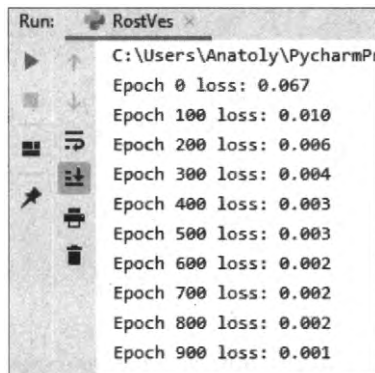 Run: RostVes ×
C:\Users\Anatoly\PycharmPr
Epoch 0 loss: 0.067
Epoch 100 loss: 0.010
Epoch 200 loss: 0.006
Epoch 300 loss: 0.004
Epoch 400 loss: 0.003
Epoch 500 loss: 0.003
Epoch 600 loss: 0.002
Epoch 700 loss: 0.002
Epoch 800 loss: 0.002
Epoch 900 loss: 0.001